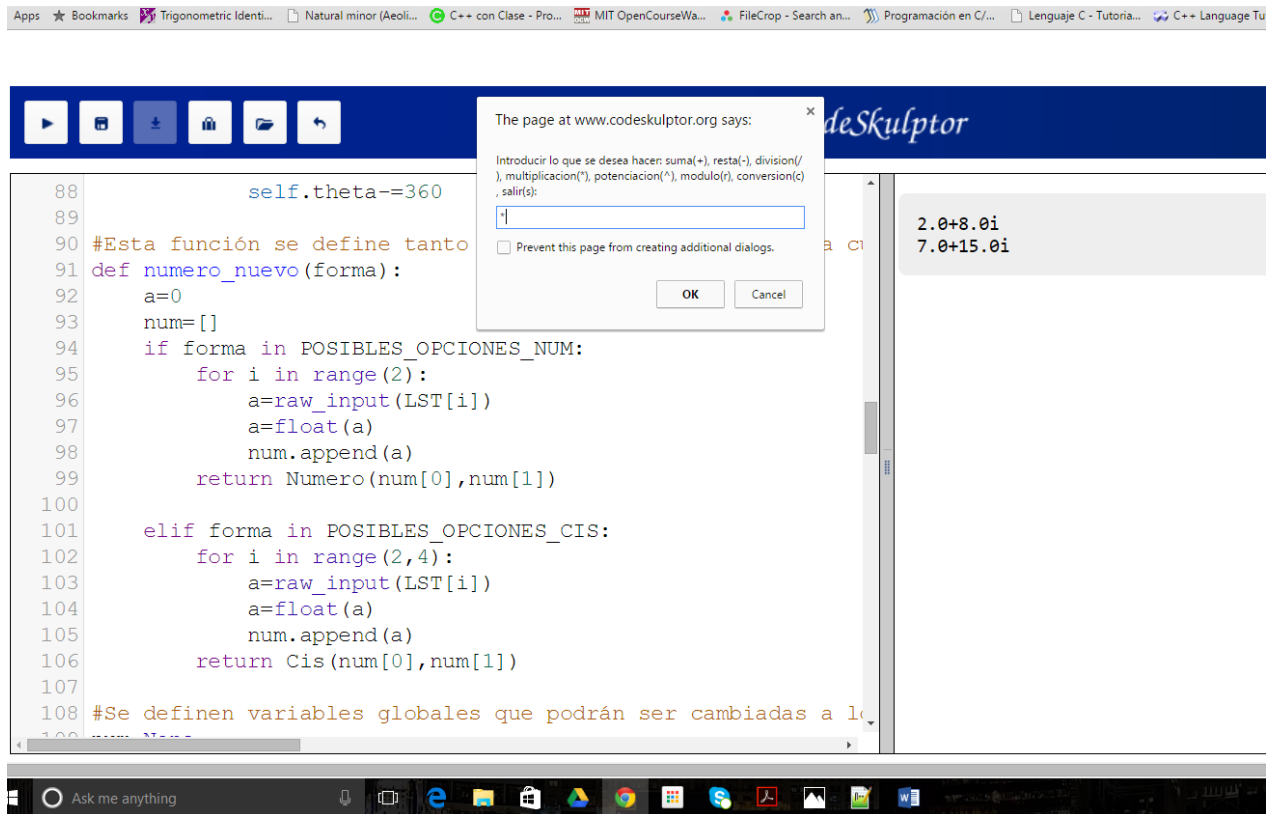 Apps Bookmarks Trigonometric Identi... Natural minor (Aeoli... C++ con Clase - Pro... MIT OpenCourseWa... FileCrop - Search an... Programación en C/... Lenguaje C - Tutoria... C++ Language Tu
deSkulptor
The page at www.codeskulptor.org says:
Introducir lo que se desea hacer: suma(+), resta(-), division(/
), multiplicacion(*), potenciacion(^), modulo(r), conversion(c)
, salir(s):
*
Prevent this page from creating additional dialogs.
OK Cancel
88 self.theta-=360
89
90 #Esta función se define tanto a cu
91 def numero_nuevo(forma):
92 a=0
93 num=[]
94 if forma in POSIBLES_OPCIONES_NUM:
95 for i in range(2):
96 a=raw_input(LST[i])
97 a=float(a)
98 num.append(a)
99 return Numero(num[0],num[1])
100
101 elif forma in POSIBLES_OPCIONES_CIS:
102 for i in range(2,4):
103 a=raw_input(LST[i])
104 a=float(a)
105 num.append(a)
106 return Cis(num[0],num[1])
107
108 #Se definen variables globales que podrán ser cambiadas a lo
2.0+8.0i
7.0+15.0i
Ask me anything